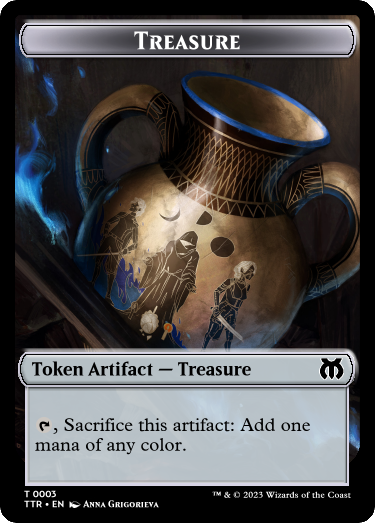 TREASURE
Token Artifact — Treasure
, Sacrifice this artifact: Add one
mana of any color.
T 0003
TTR • EN ANNA GRIGORIEVA
™ & © 2023 Wizards of the Coast